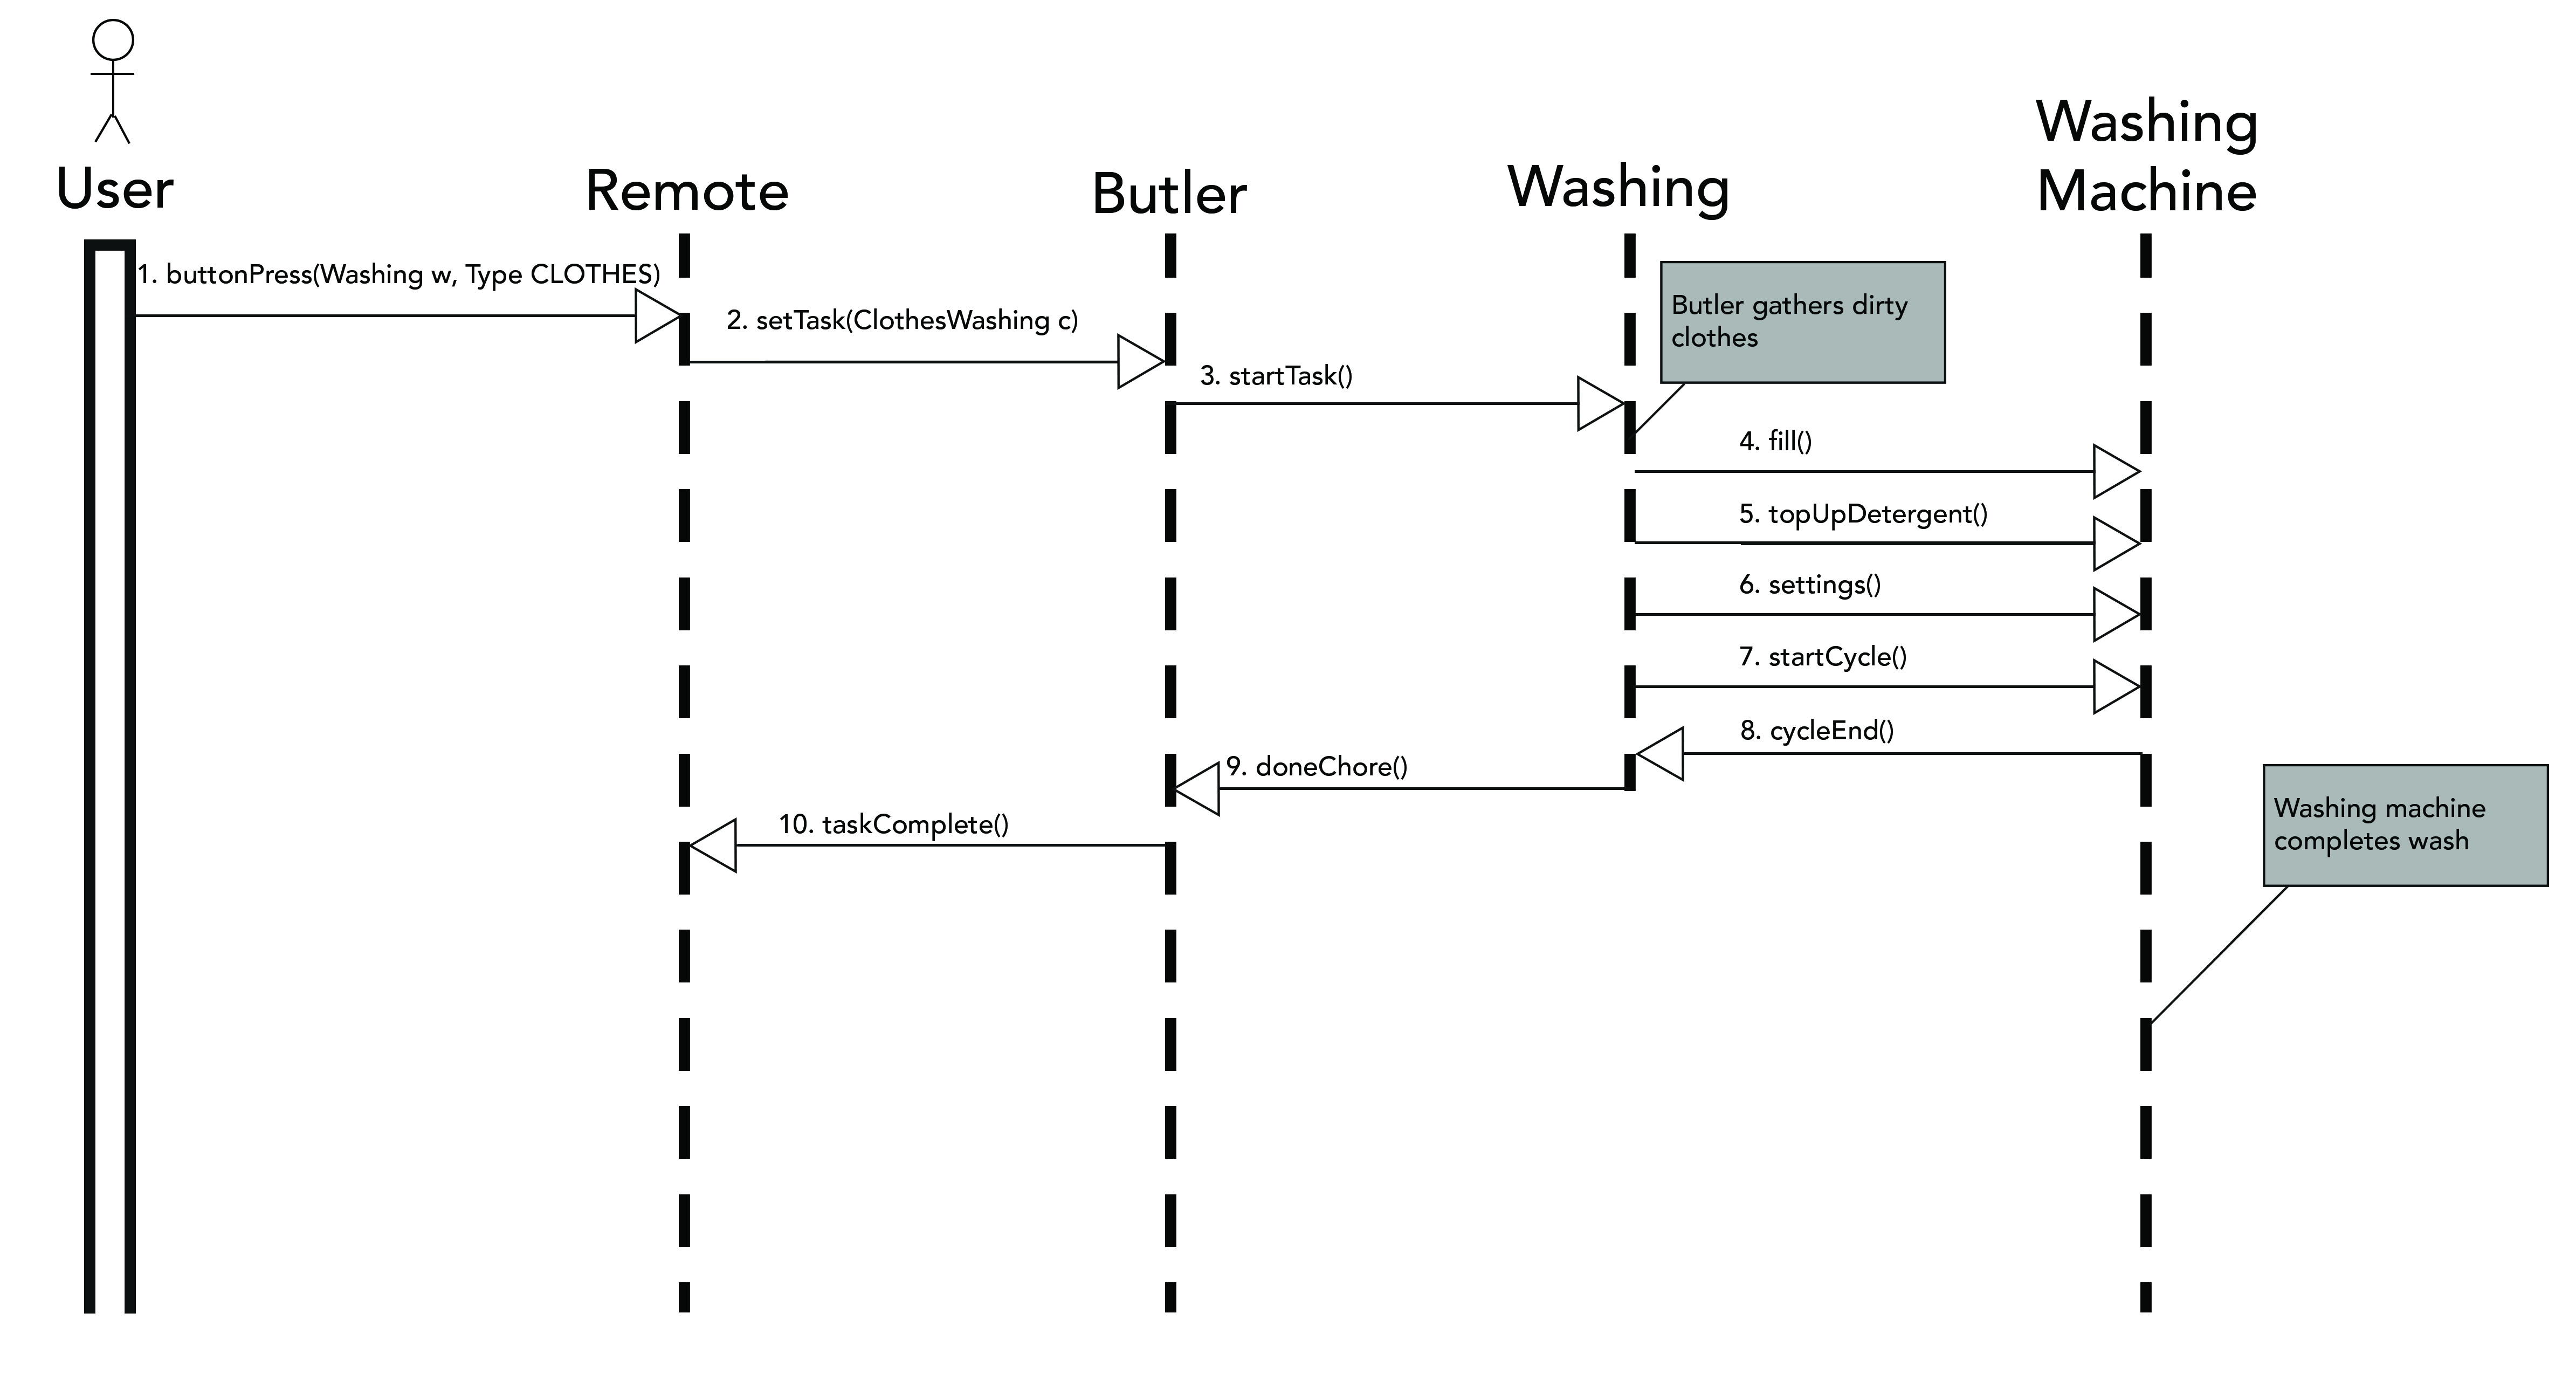 User
Remote
Butler
Washing
Washing
Machine
1. buttonPress(Washing w, Type CLOTHES)
2. setTask(ClothesWashing c)
3. startTask()
Butler gathers dirty
clothes
4. fill()
5. topUpDetergent()
6. settings()
7. startCycle()
8. cycleEnd()
9. doneChore()
10. taskComplete()
Washing machine
completes wash